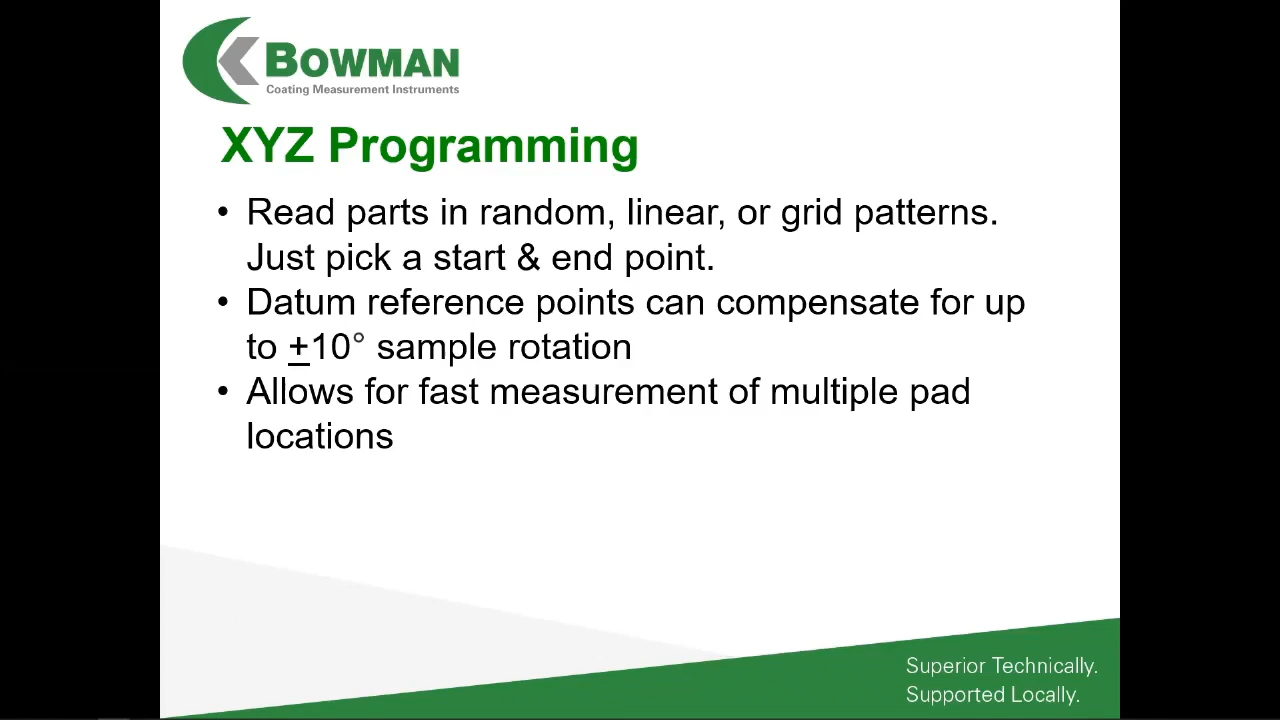 BOWMAN
Coating Measurement Instruments
XYZ Programming
• Read parts in random, linear, or grid patterns.
Just pick a start & end point.
• Datum reference points can compensate for up
to ±10° sample rotation
• Allows for fast measurement of multiple pad
locations
Superior Technically.
Supported Locally.